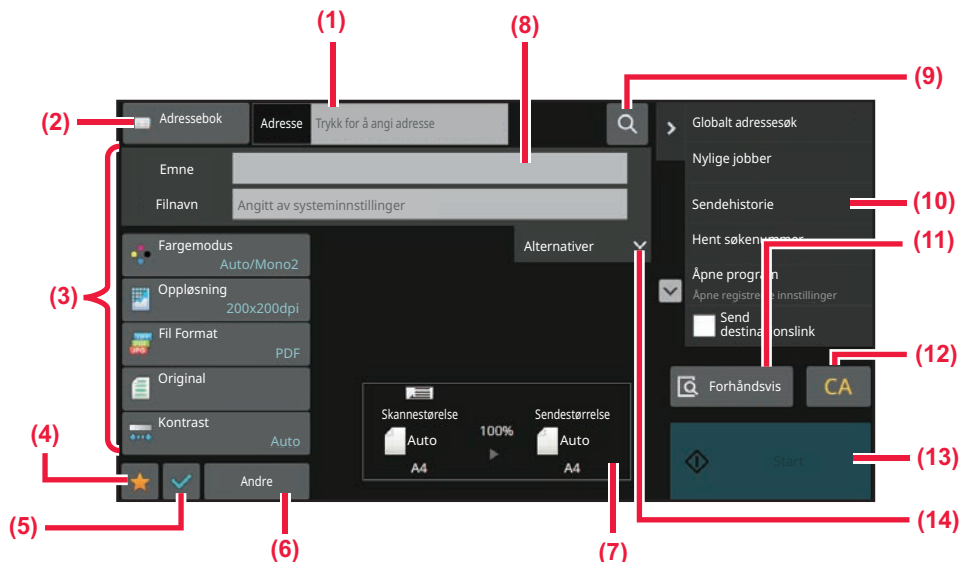 (1)
(8)
(9)
(2)
Adressebok
Adresse
Trykk for å angi adresse
Globalt adressesøk
Nylige jobber
Emne
Filnavn
Angitt av systeminnstillinger
Sendehistorie
(10)
Alternativer
Hent søkenummer
(11)
(3)
Fargemodus
Auto/Mono2
Oppløsning
200x200dpi
Fil Format
PDF
JPG
Original
Kontrast
Auto
Åpne program
Åpne registrerte innstillinger
Send
destinationslink
(12)
Forhåndsvis
CA
Skannestørelse
Sendestørrelse
Auto
100%
Auto
A4
A4
(4)
Andre
Start
(13)
(5)
(6)
(7)
(14)